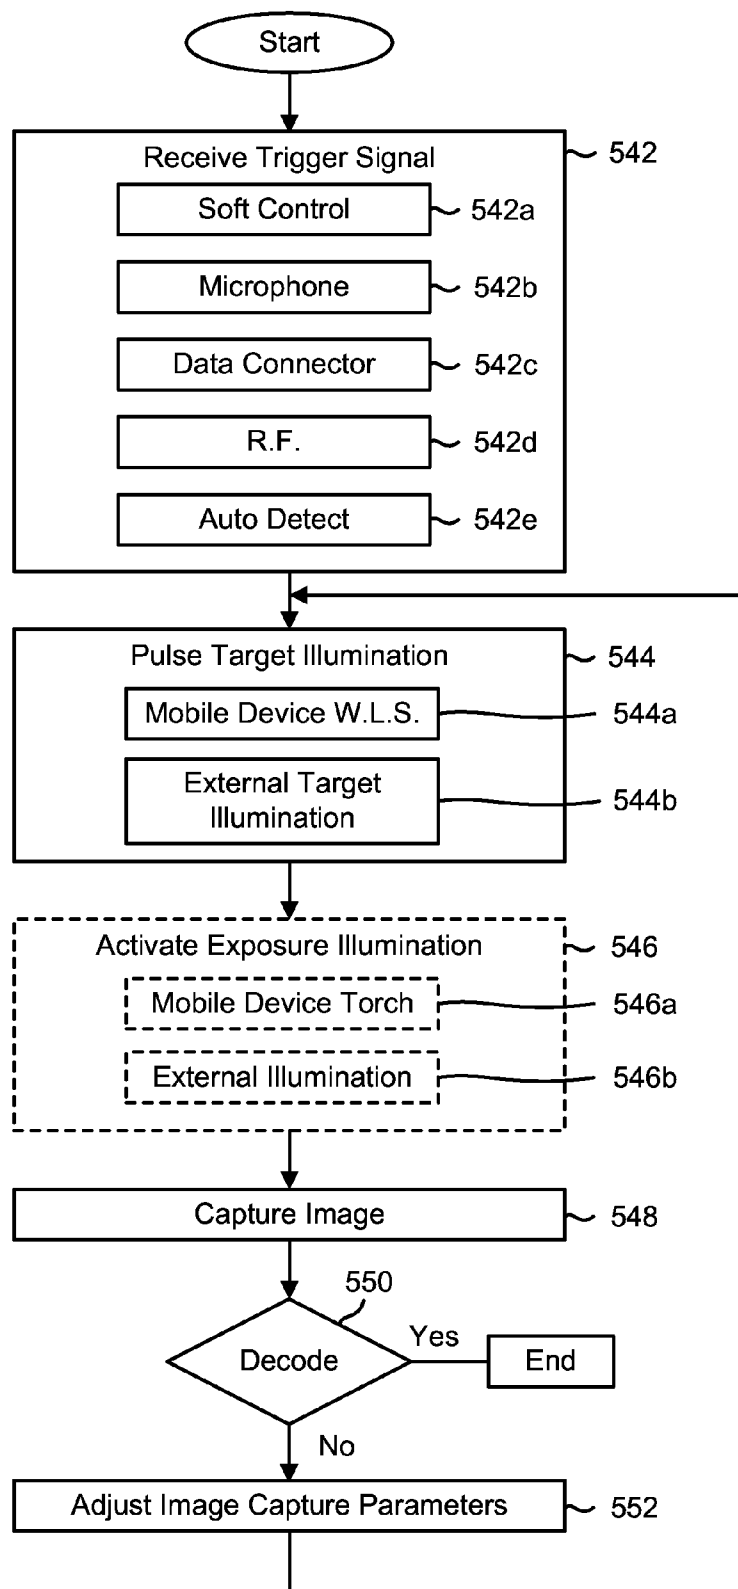 Start
Receive Trigger Signal
542
Soft Control
542a
Microphone
542b
Data Connector
542c
R.F.
542d
Auto Detect
542e
Pulse Target Illumination
544
Mobile Device W.L.S.
544a
External Target
Illumination
544b
Activate Exposure Illumination
546
Mobile Device Torch
546a
External Illumination
546b
Capture Image
548
550
Decode
Yes
End
No
Adjust Image Capture Parameters
552